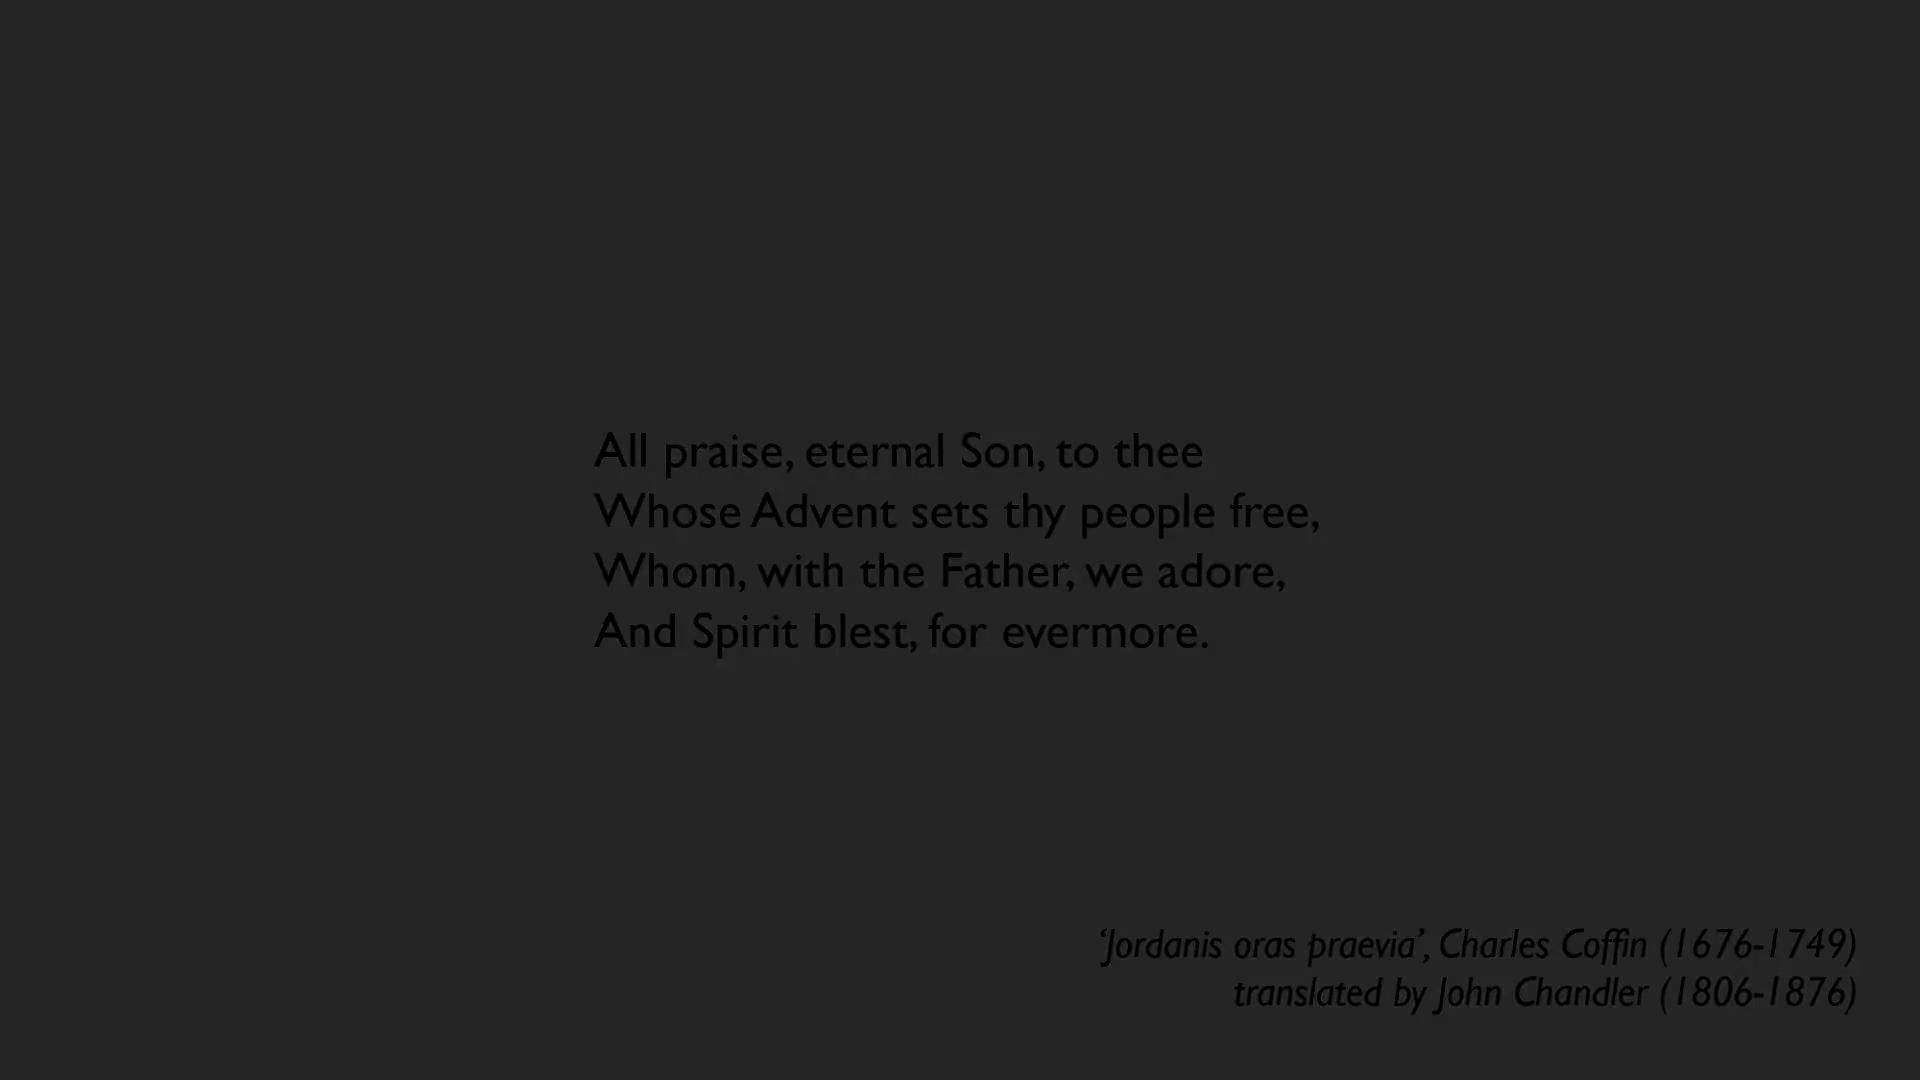 All praise, eternal Son, to thee
Whose Advent sets thy people free,
Whom, with the Father, we adore,
And Spirit blest, for evermore.
‘Jordanis oras praevia’, Charles Coffin (1676-1749)
translated by John Chandler (1806-1876)